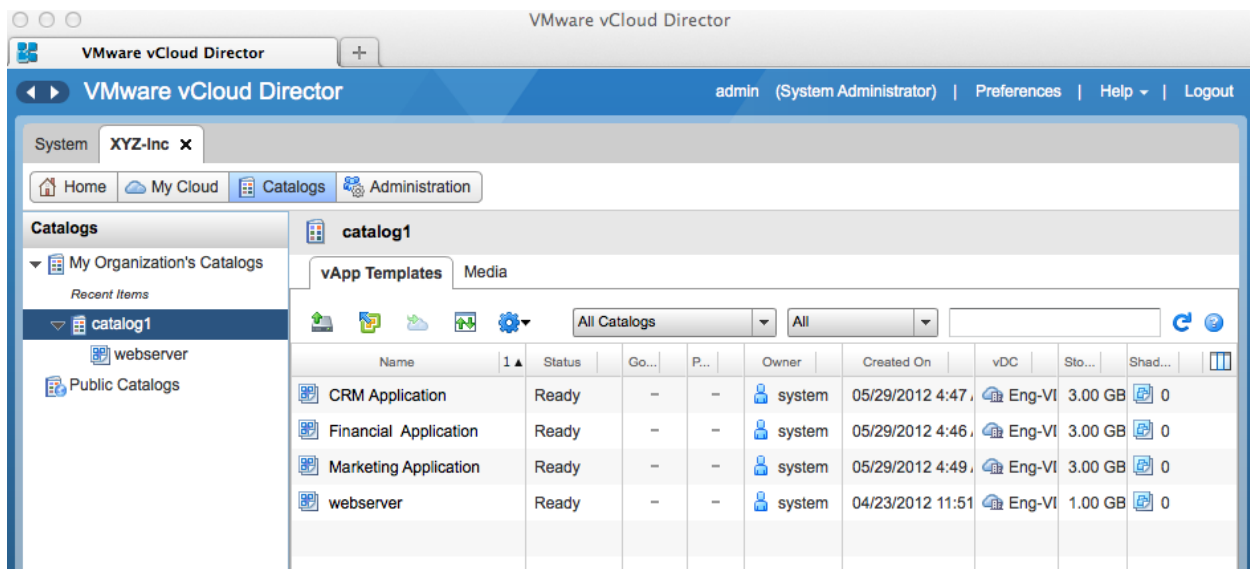 VMware vCloud Director
VMware vCloud Director
VMware vCloud Director admin (System Administrator) | Preferences | Help | Logout
System XYZ-Inc
Home My Cloud Catalogs Administration
Catalogs
catalog1
My Organization's Catalogs
vApp Templates Media
Recent Items
catalog1
All Catalogs All
webserver
Public Catalogs
Name 1 Status Go... P... Owner Created On vDC Sto... Shad...
CRM Application Ready - - system 05/29/2012 4:47 Eng-VI 3.00 GB 0
Financial Application Ready - - system 05/29/2012 4:46 Eng-VI 3.00 GB 0
Marketing Application Ready - - system 05/29/2012 4:49 Eng-VI 3.00 GB 0
webserver Ready - - system 04/23/2012 11:51 Eng-VI 1.00 GB 0